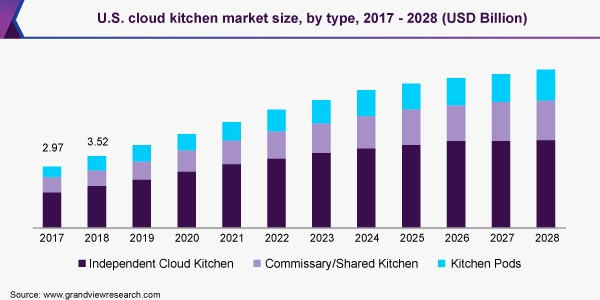 U.S. cloud kitchen market size, by type, 2017 - 2028 (USD Billion)
2.97
3.52
2017 2018 2019 2020 2021 2022 2023 2024 2025 2026 2027 2028
Independent Cloud Kitchen Commissary/Shared Kitchen Kitchen Pods
Source: www.grandviewresearch.com